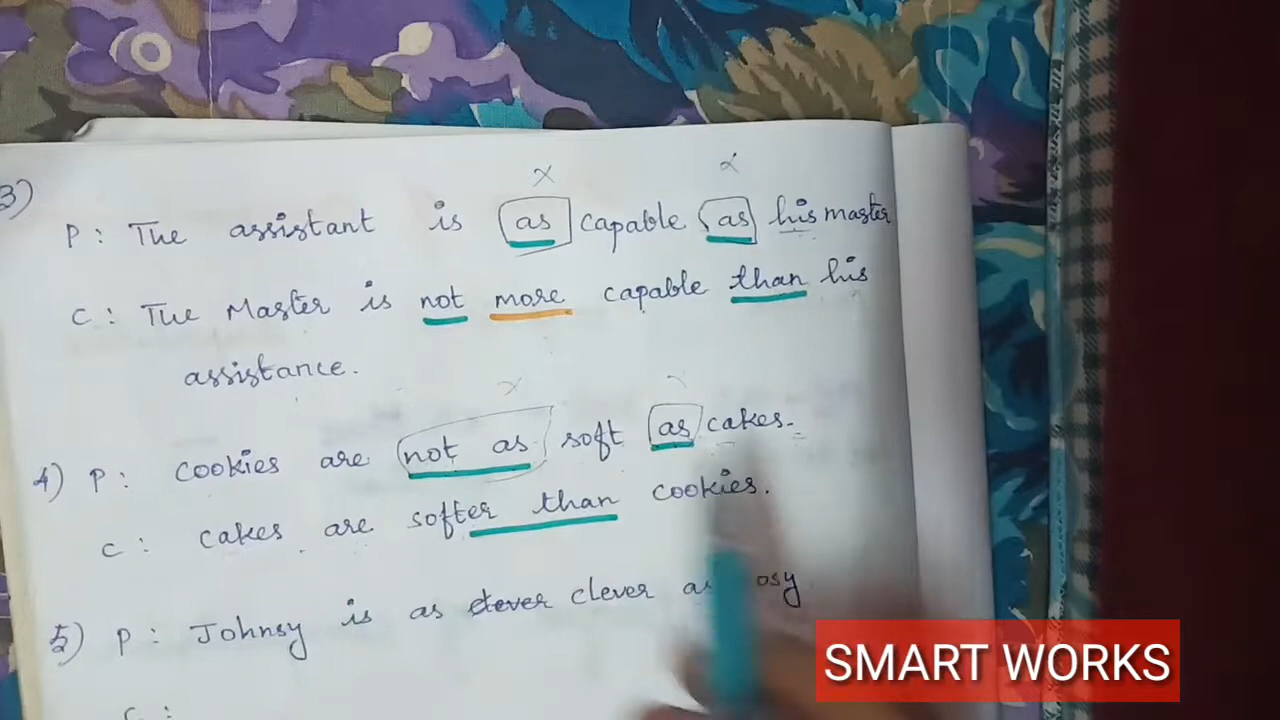 3)
P : The assistant is as capable as his master
C : The Master is not more capable than his
assistance.
4) P : Cookies are not as soft as cakes.
C : Cakes are softer than cookies.
5) P : Johnsy is as clever as
C :
SMART WORKS